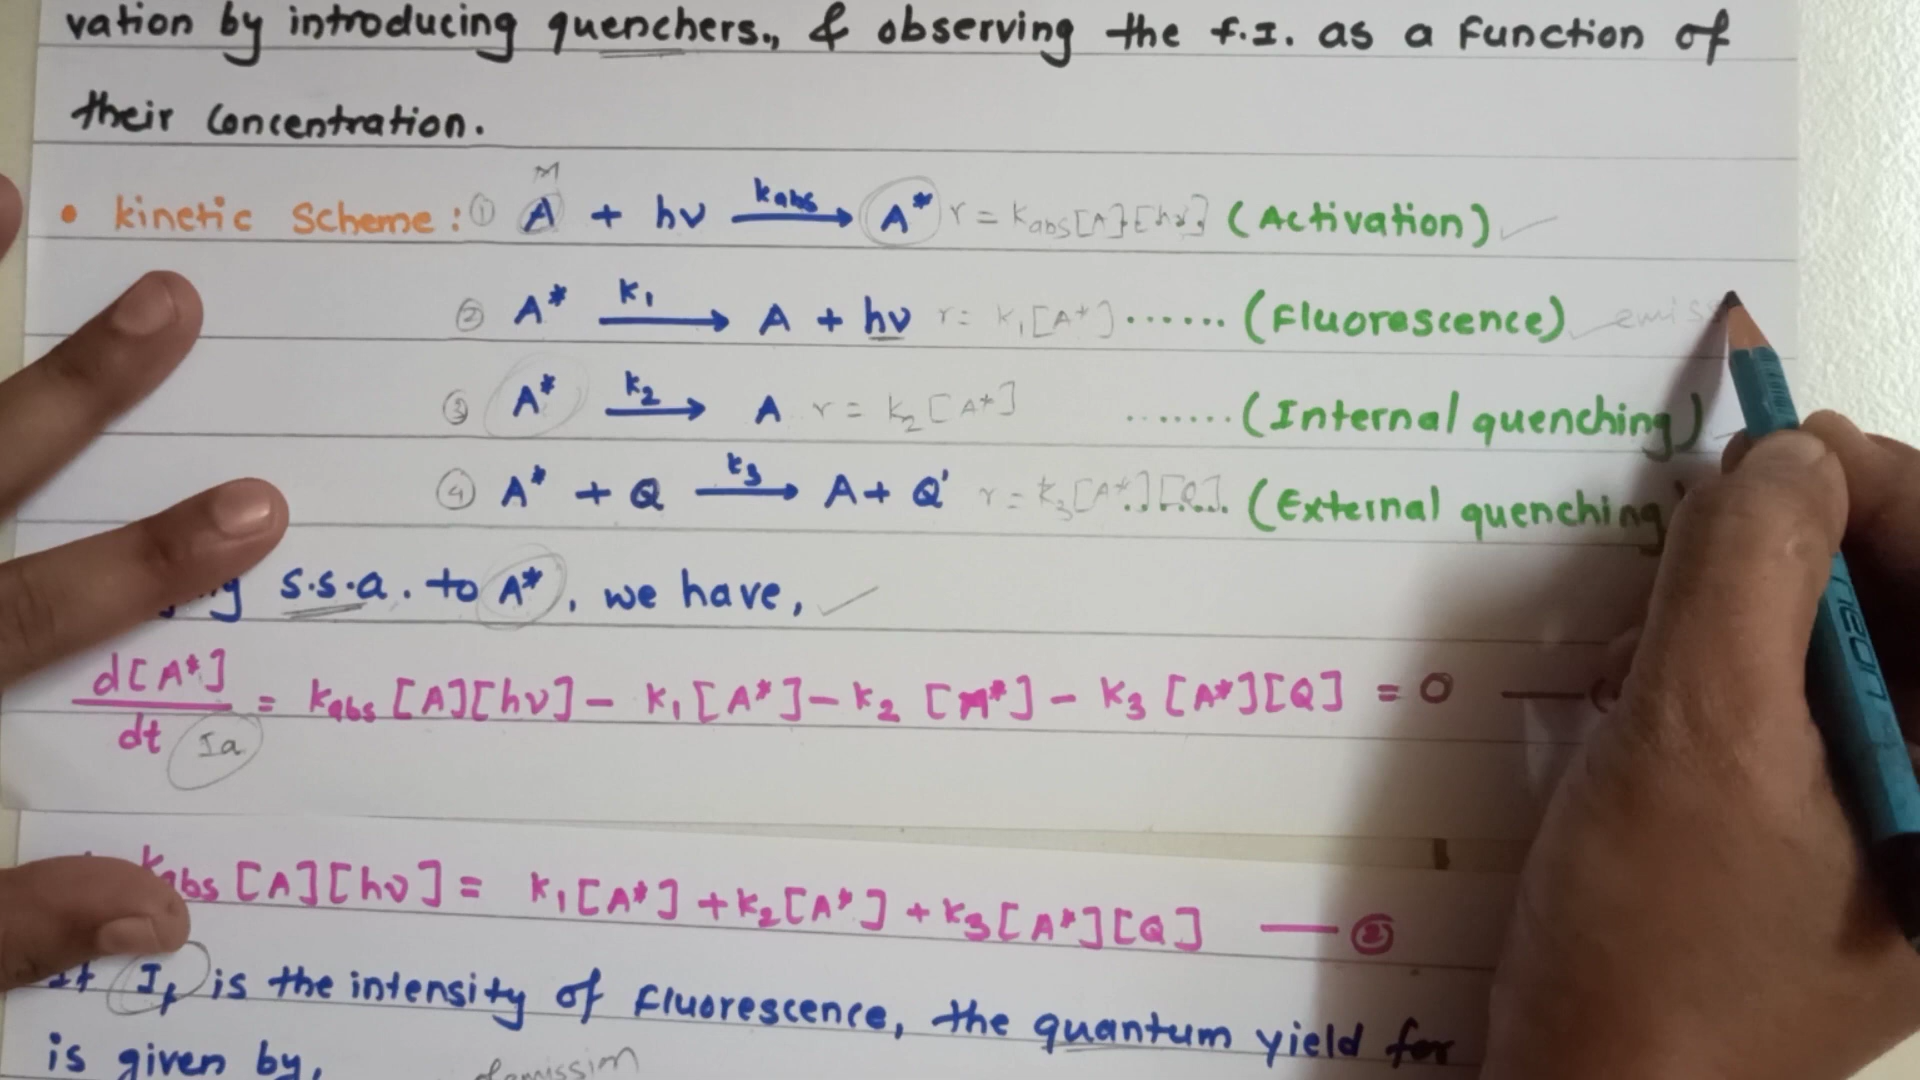 vation by introducing quenchers., & observing the f.I. as a function of
their concentration.
M
• kinetic scheme: ① A + hν kabs → A* r = kabs[A][hν] (Activation)
② A* k₁ → A + hν r = k₁[A*] ...... (Fluorescence) emiss
③ A* k₂ → A r = k₂[A*] ....... (Internal quenching)
④ A* + Q k₃ → A + Q' r = k₃[A*][Q]. (External quenching)
s.s.a. to A*, we have,
d[A*]/dt = kabs [A][hν] - k₁[A*] - k₂ [A*] - k₃ [A*][Q] = 0 —
Ia
kabs [A][hν] = k₁[A*] + k₂[A*] + k₃[A*][Q] — ②
If If is the intensity of fluorescence, the quantum yield for
is given by,